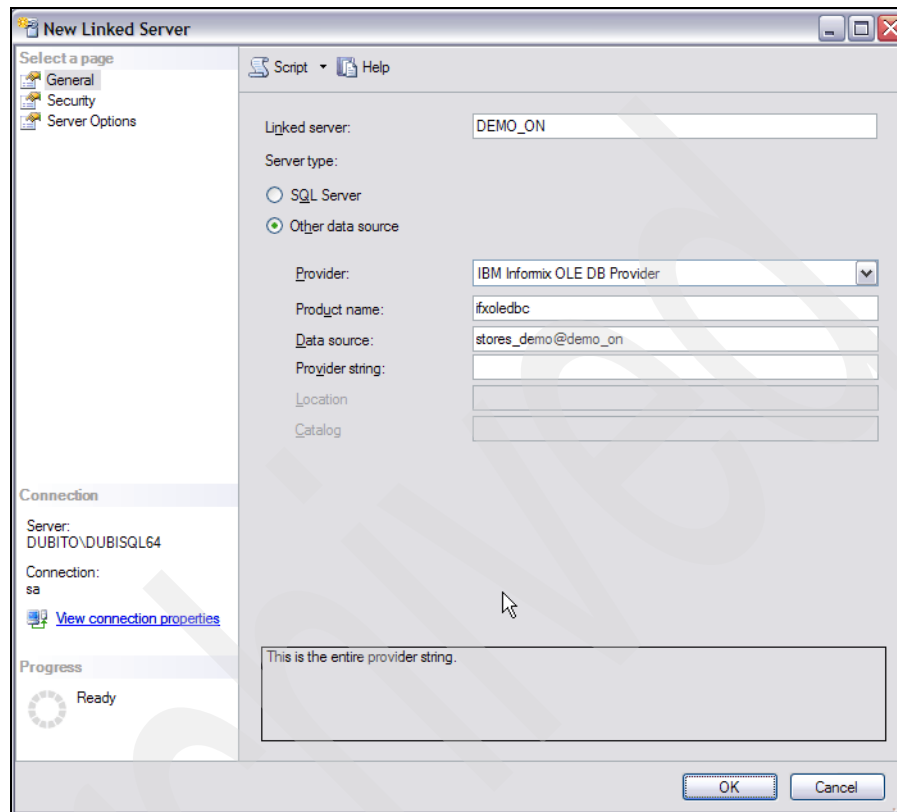 New Linked Server
Select a page
General
Security
Server Options
Script Help
Linked server: DEMO_ON
Server type:
SQL Server
Other data source
Provider: IBM Informix OLE DB Provider
Product name: ifxoledbc
Data source: stores_demo@demo_on
Provider string:
Location
Catalog
Connection
Server:
DUBITO\DUBISQL64
Connection:
sa
View connection properties
Progress
Ready
This is the entire provider string.
OK Cancel